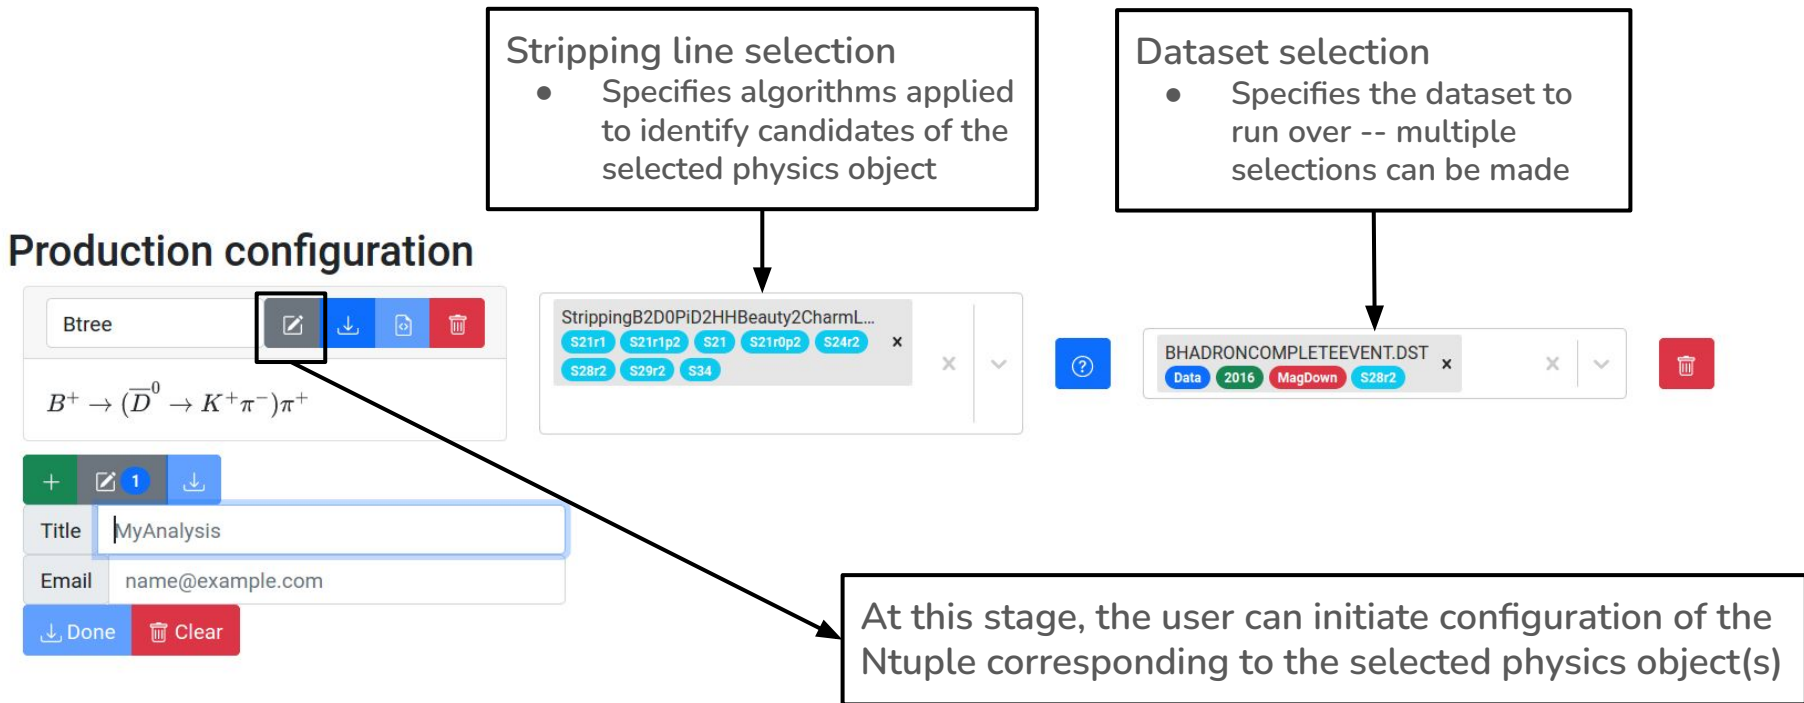 Stripping line selection
● Specifies algorithms applied
to identify candidates of the
selected physics object
Dataset selection
● Specifies the dataset to
run over -- multiple
selections can be made
Production configuration
Btree
B⁺ → (D̅⁰ → K⁺π⁻)π⁺
StrippingB2D0PiD2HHBeauty2CharmL...
S21r1 S21r1p2 S21 S21r0p2 S24r2
S28r2 S29r2 S34
BHADRONCOMPLETEEVENT.DST
Data 2016 MagDown S28r2
1
Title MyAnalysis
Email name@example.com
Done Clear
At this stage, the user can initiate configuration of the
Ntuple corresponding to the selected physics object(s)